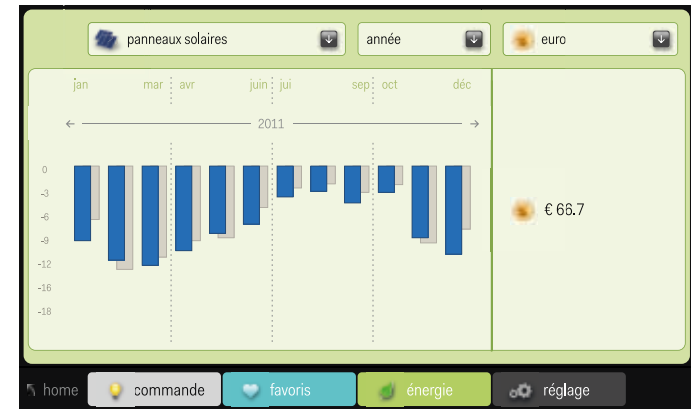 panneaux solaires année euro
jan mar avr juin jui sep oct déc
← 2011 →
0
-3
-6
-9
-12
-16
-18
€ 66.7
home commande favoris énergie réglage